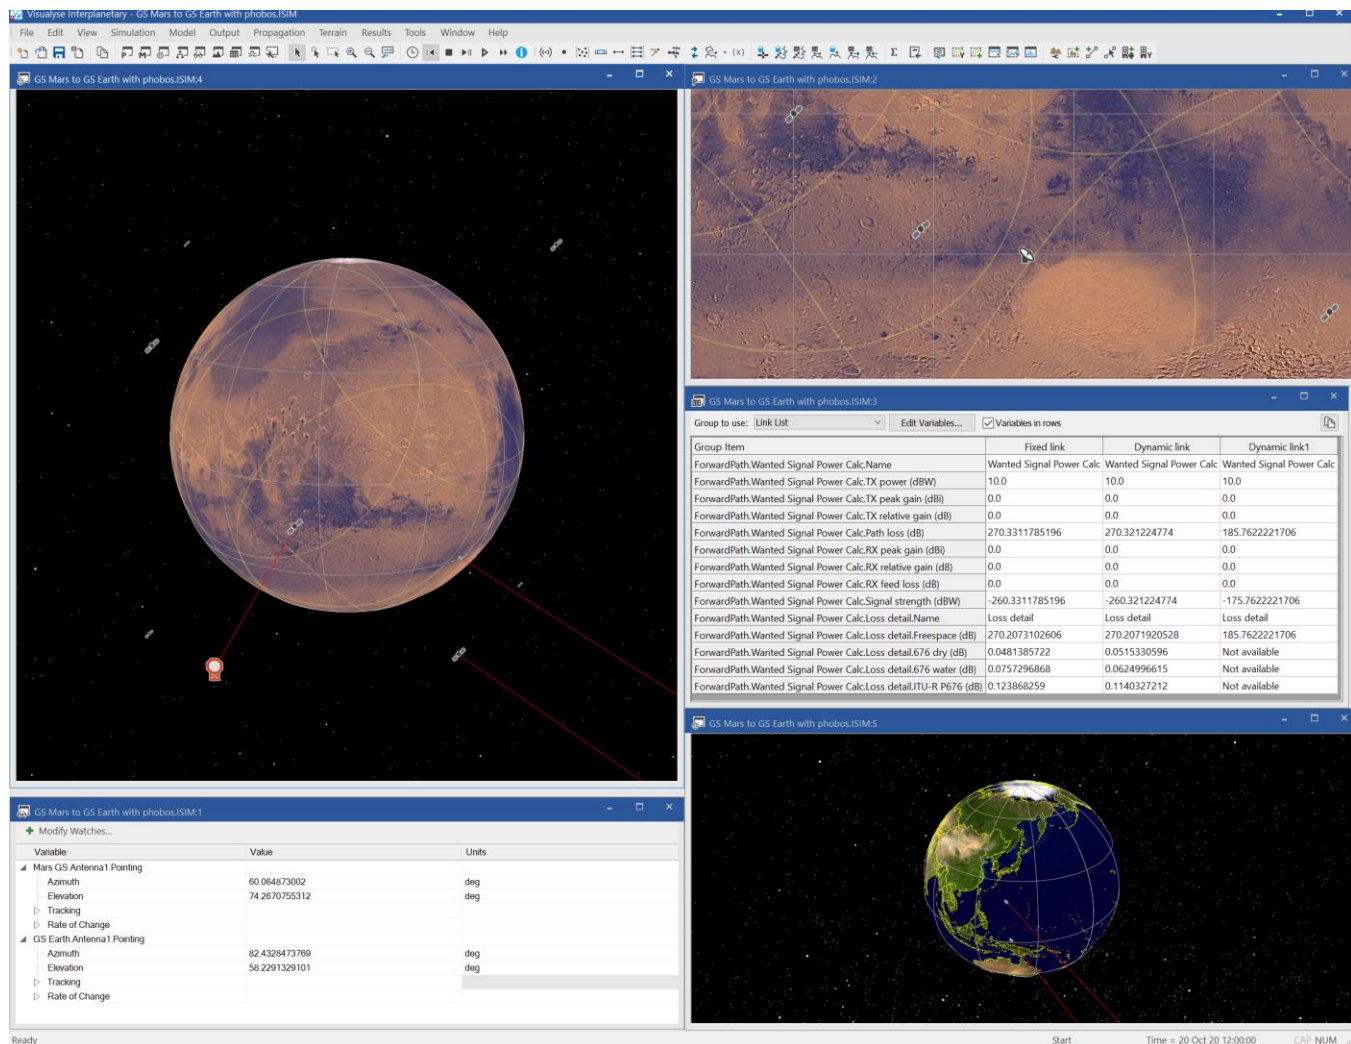 Visualyse Interplanetary - GS Mars to GS Earth with phobos.ISIM
File Edit View Simulation Model Output Propagation Terrain Results Tools Window Help
GS Mars to GS Earth with phobos.ISIM:4
GS Mars to GS Earth with phobos.ISIM:2
GS Mars to GS Earth with phobos.ISIM:3
Group to use: Link List Edit Variables... Variables in rows
Group Item Fixed link Dynamic link Dynamic link1
ForwardPath.Wanted Signal Power Calc.Name Wanted Signal Power Calc Wanted Signal Power Calc Wanted Signal Power Calc
ForwardPath.Wanted Signal Power Calc.TX power (dBW) 10.0 10.0 10.0
ForwardPath.Wanted Signal Power Calc.TX peak gain (dBi) 0.0 0.0 0.0
ForwardPath.Wanted Signal Power Calc.TX relative gain (dB) 0.0 0.0 0.0
ForwardPath.Wanted Signal Power Calc.Path loss (dB) 270.3311785196 270.321224774 185.7622221706
ForwardPath.Wanted Signal Power Calc.RX peak gain (dBi) 0.0 0.0 0.0
ForwardPath.Wanted Signal Power Calc.RX relative gain (dB) 0.0 0.0 0.0
ForwardPath.Wanted Signal Power Calc.RX feed loss (dB) 0.0 0.0 0.0
ForwardPath.Wanted Signal Power Calc.Signal strength (dBW) -260.3311785196 -260.321224774 -175.7622221706
ForwardPath.Wanted Signal Power Calc.Loss detail.Name Loss detail Loss detail Loss detail
ForwardPath.Wanted Signal Power Calc.Loss detail.Freespace (dB) 270.2073102606 270.2071920528 185.7622221706
ForwardPath.Wanted Signal Power Calc.Loss detail.676 dry (dB) 0.0481385722 0.0515330596 Not available
ForwardPath.Wanted Signal Power Calc.Loss detail.676 water (dB) 0.0757296868 0.0624996615 Not available
ForwardPath.Wanted Signal Power Calc.Loss detail.ITU-R P676 (dB) 0.123868259 0.1140327212 Not available
GS Mars to GS Earth with phobos.ISIM:5
GS Mars to GS Earth with phobos.ISIM:1
Modify Watches...
Variable Value Units
Mars GS.Antenna1.Pointing
Azimuth 60.064873002 deg
Elevation 74.2670755312 deg
Tracking
Rate of Change
GS Earth.Antenna1.Pointing
Azimuth 82.4328473769 deg
Elevation 58.2291329101 deg
Tracking
Rate of Change
Ready Start Time = 20 Oct 20 12:00:00 CAP NUM